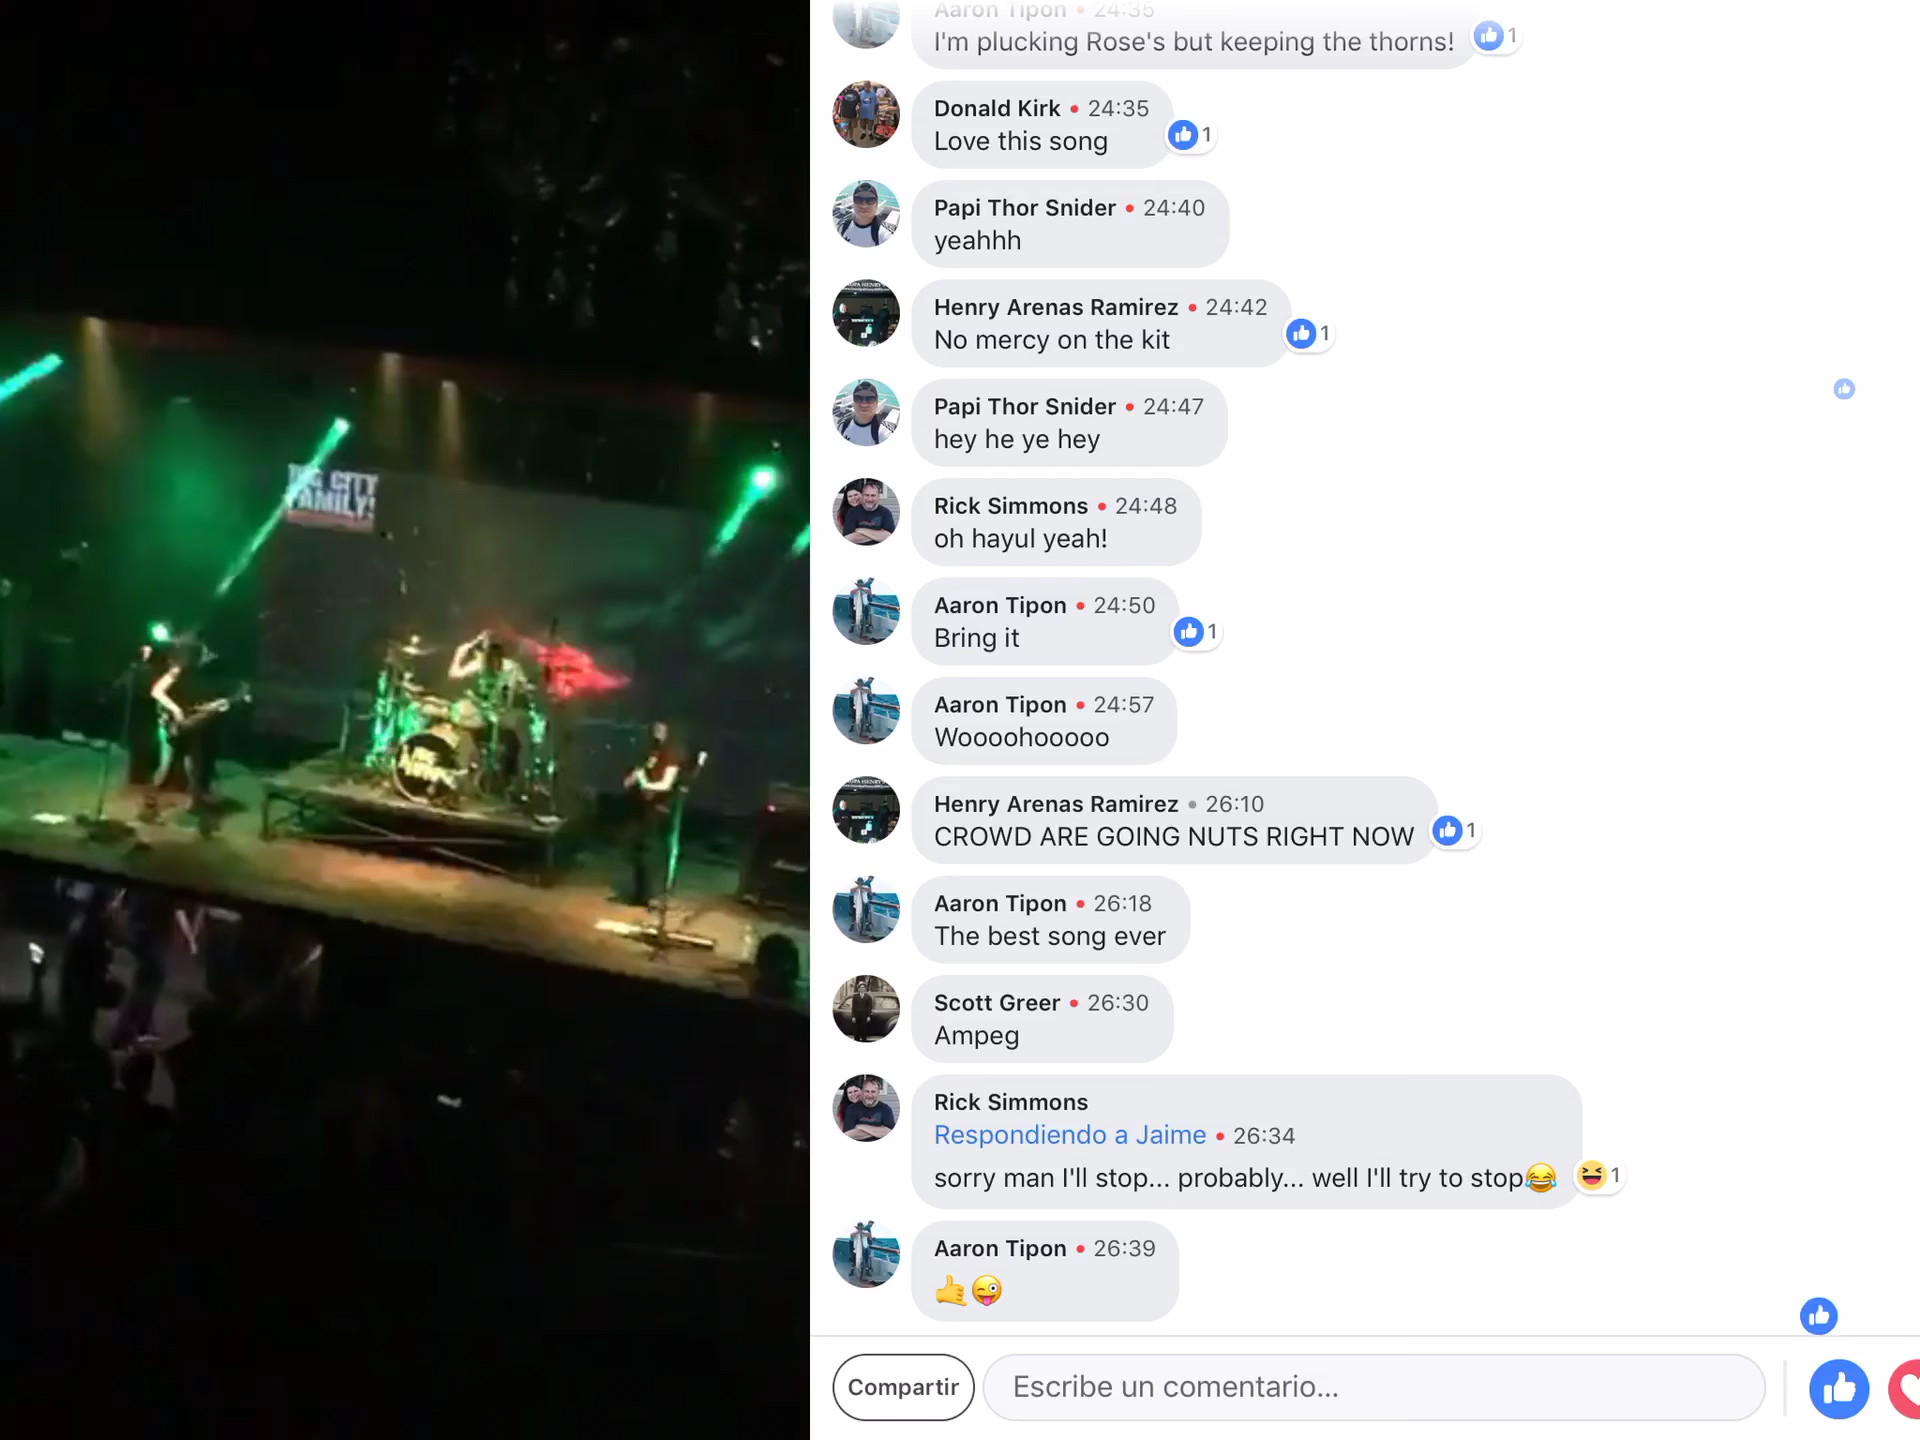 CITY
FAMILY!
Aaron Tipon • 24:35
I'm plucking Rose's but keeping the thorns!
1
Donald Kirk • 24:35
Love this song
1
Papi Thor Snider • 24:40
yeahhh
Henry Arenas Ramirez • 24:42
No mercy on the kit
1
Papi Thor Snider • 24:47
hey he ye hey
Rick Simmons • 24:48
oh hayul yeah!
Aaron Tipon • 24:50
Bring it
1
Aaron Tipon • 24:57
Woooohooooo
Henry Arenas Ramirez • 26:10
CROWD ARE GOING NUTS RIGHT NOW
1
Aaron Tipon • 26:18
The best song ever
Scott Greer • 26:30
Ampeg
Rick Simmons
Respondiendo a Jaime • 26:34
sorry man I'll stop... probably... well I'll try to stop😂
1
Aaron Tipon • 26:39
🤙😜
Compartir
Escribe un comentario...